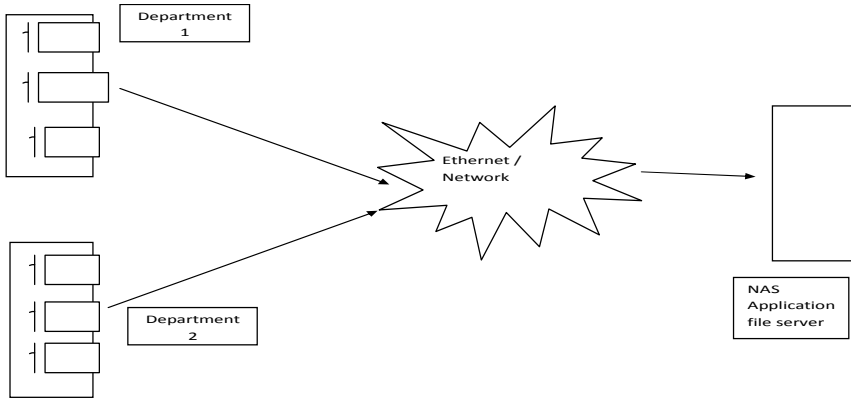 Department
1
Ethernet /
Network
Department
2
NAS
Application
file server